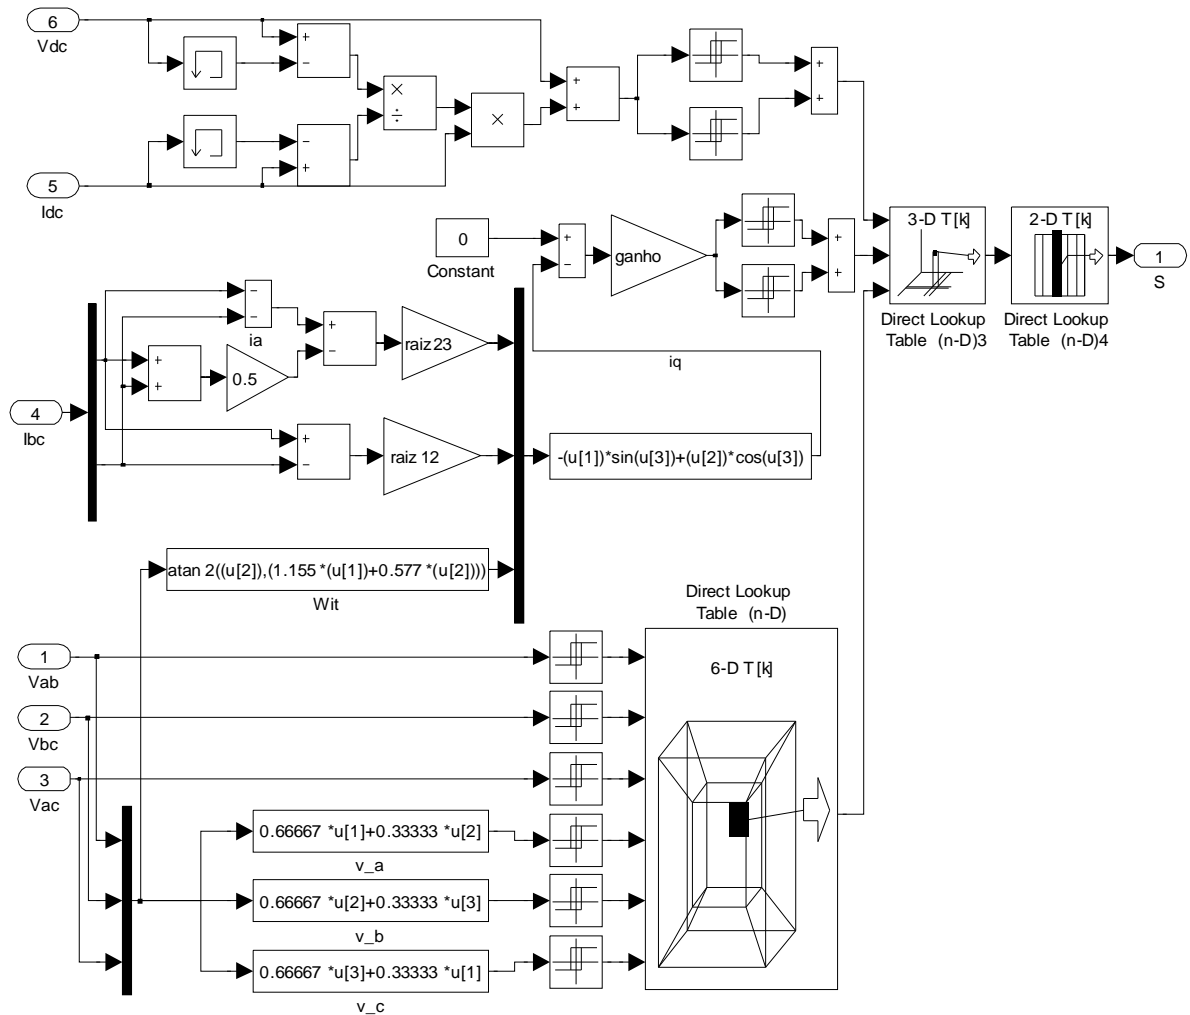 6
Vdc
+
−
×
÷
×
+
+
+
+
−
+
5
Idc
0
Constant
+
−
ganho
+
+
3-D T[k]
Direct Lookup
Table (n-D)3
2-D T[k]
Direct Lookup
Table (n-D)4
1
S
−
−
ia
+
−
raiz23
iq
+
+
0.5
4
Ibc
+
−
raiz 12
-(u[1])*sin(u[3])+(u[2])*cos(u[3])
atan 2((u[2]),(1.155 *(u[1])+0.577 *(u[2])))
Wit
Direct Lookup
Table (n-D)
6-D T[k]
1
Vab
2
Vbc
3
Vac
0.66667 *u[1]+0.33333 *u[2]
v_a
0.66667 *u[2]+0.33333 *u[3]
v_b
0.66667 *u[3]+0.33333 *u[1]
v_c